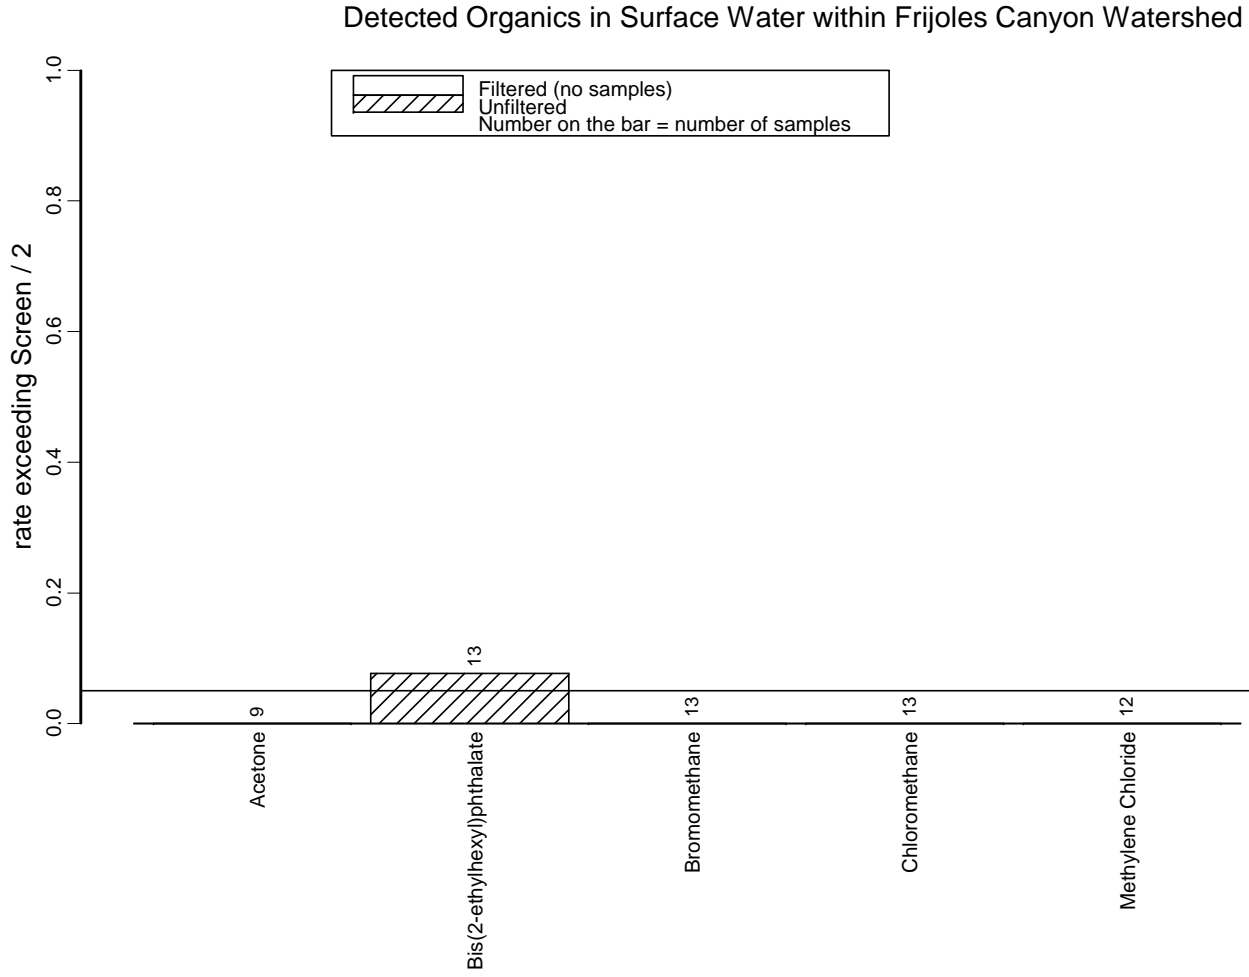 Detected Organics in Surface Water within Frijoles Canyon Watershed
Filtered (no samples)
Unfiltered
Number on the bar = number of samples
rate exceeding Screen / 2
1.0
0.8
0.6
0.4
0.2
0.0
9
13
13
13
12
Acetone
Bis(2-ethylhexyl)phthalate
Bromomethane
Chloromethane
Methylene Chloride